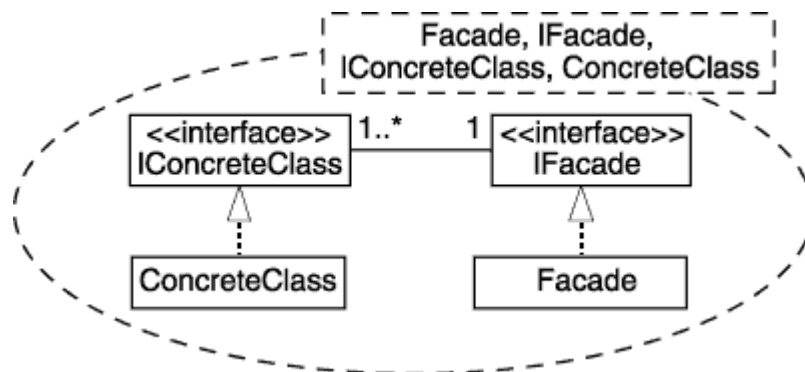 Facade, IFacade,
IConcreteClass, ConcreteClass
<<interface>>
IConcreteClass
1..*
1
<<interface>>
IFacade
ConcreteClass
Facade